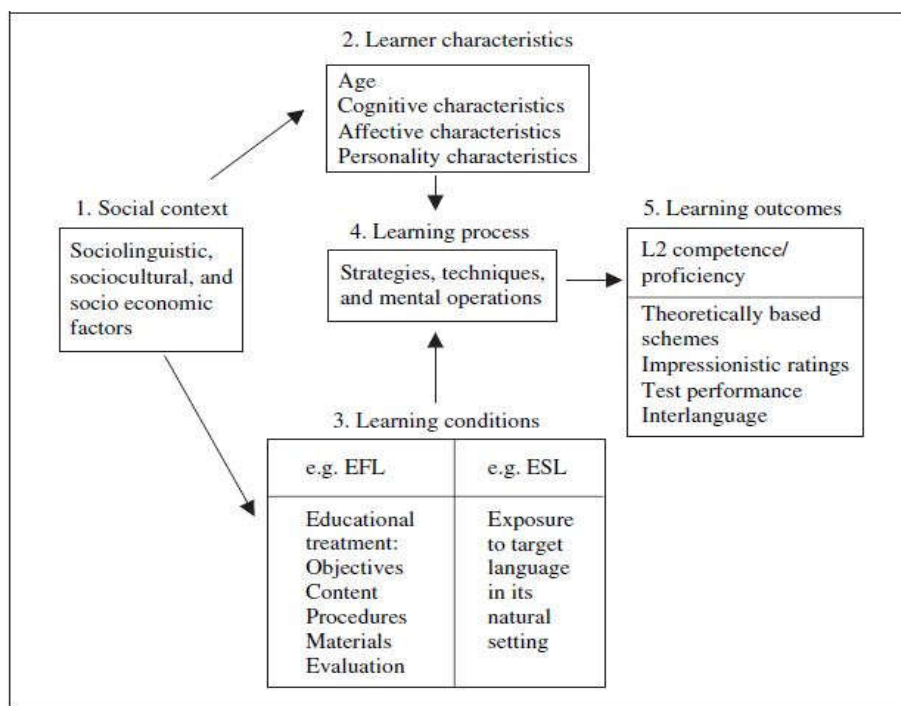 2. Learner characteristics
Age
Cognitive characteristics
Affective characteristics
Personality characteristics
1. Social context
Sociolinguistic,
sociocultural, and
socio economic
factors
4. Learning process
Strategies, techniques,
and mental operations
5. Learning outcomes
L2 competence/
proficiency
Theoretically based
schemes
Impressionistic ratings
Test performance
Interlanguage
3. Learning conditions
e.g. EFL
Educational
treatment:
Objectives
Content
Procedures
Materials
Evaluation
e.g. ESL
Exposure
to target
language
in its
natural
setting